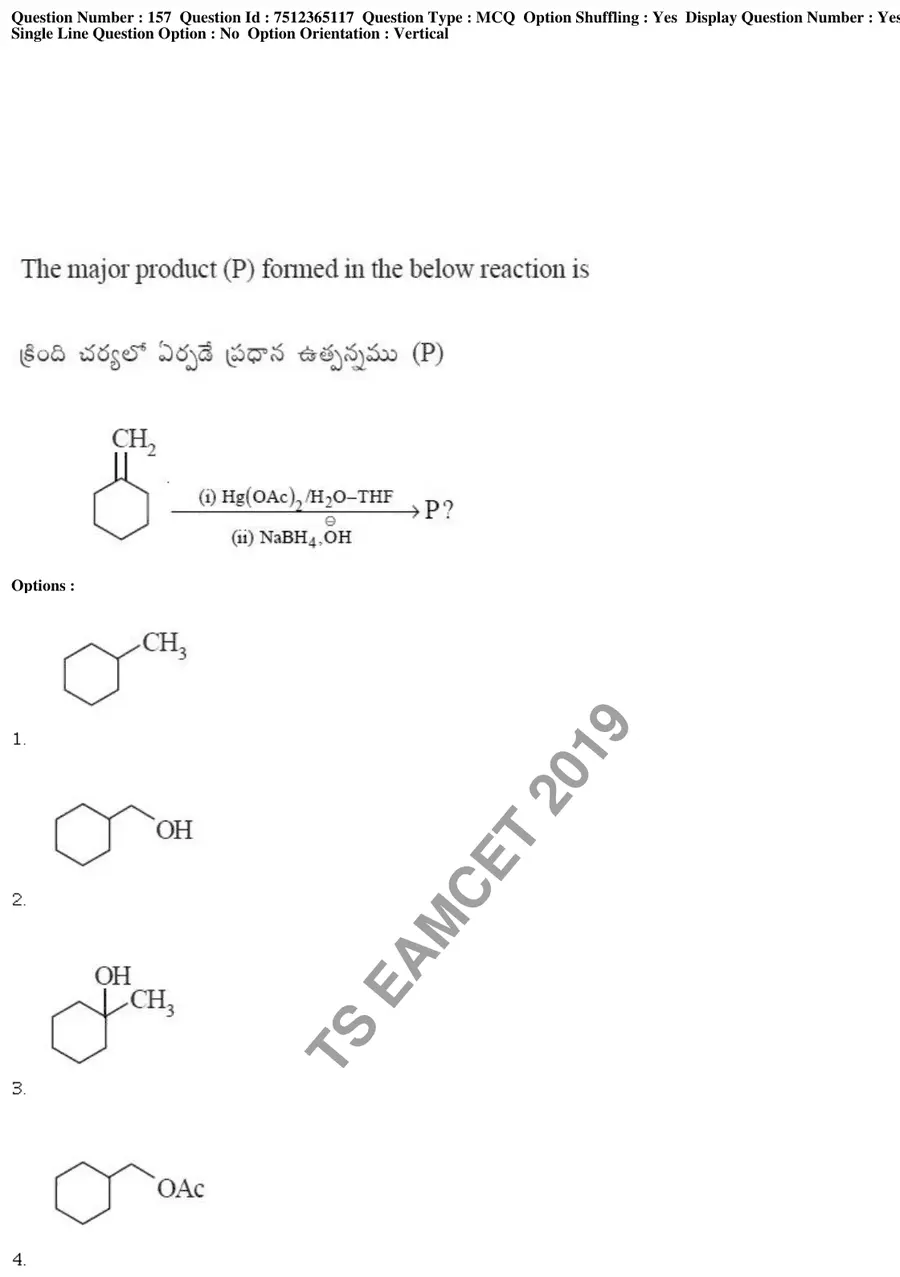 Question Number : 157 Question Id : 7512365117 Question Type : MCQ Option Shuffling : Yes Display Question Number : Yes
Single Line Question Option : No Option Orientation : Vertical
The major product (P) formed in the below reaction is
క్రింది చర్యలో ఏర్పడే ప్రధాన ఉత్పన్నము (P)
CH₂
(i) Hg(OAc)₂/H₂O–THF
(ii) NaBH₄,OH⊖
P?
Options :
CH₃
1.
OH
2.
OH
CH₃
3.
OAc
4.
TS EAMCET 2019